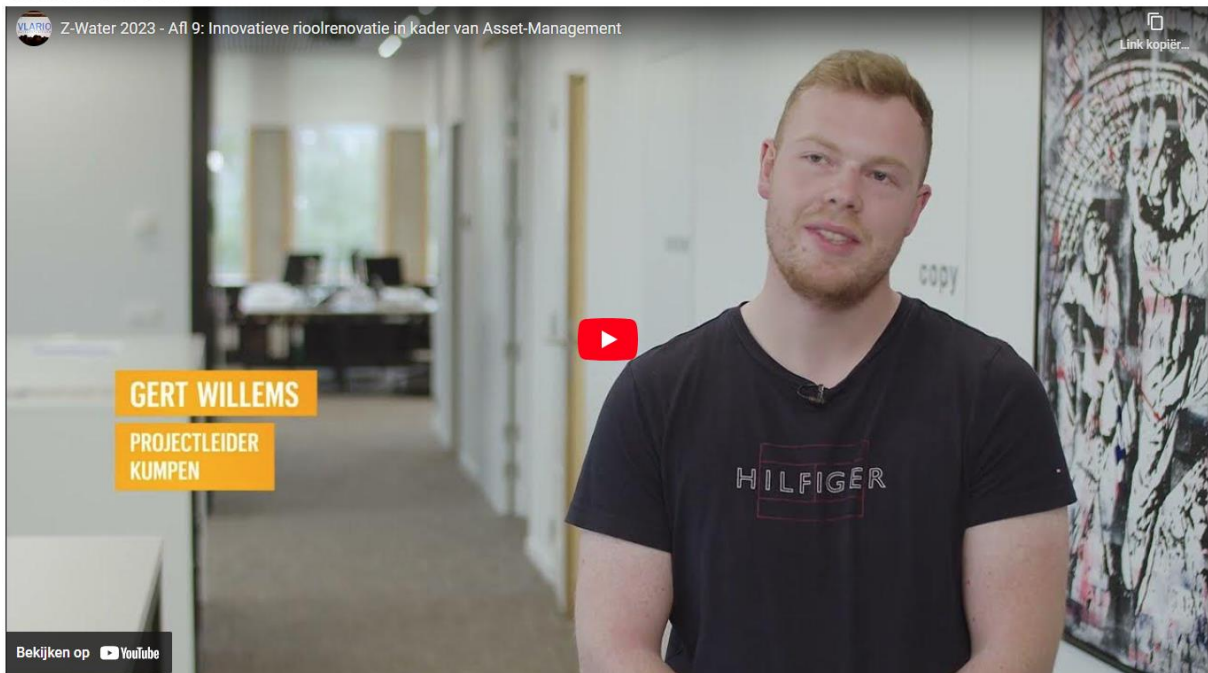 VLARIO
Z-Water 2023 - Afl 9: Innovatieve rioolrenovatie in kader van Asset-Management
Link kopiër...
copy
GERT WILLEMS
PROJECTLEIDER
KUMPEN
HILFIGER
Bekijken op YouTube